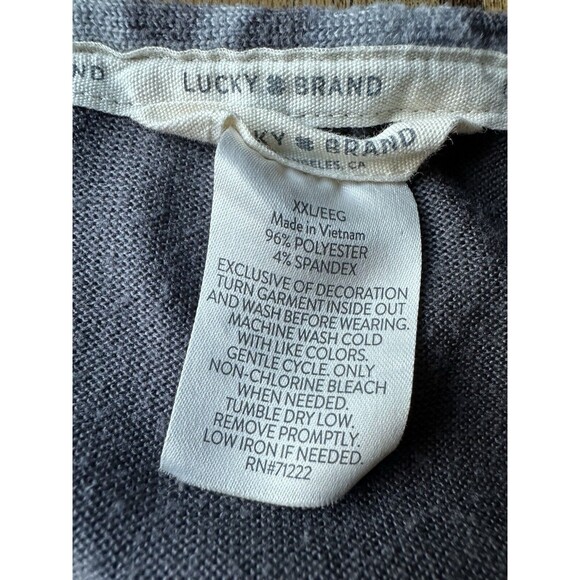 ND
LUCKY BRAND
KY BRAND
NGELES, CA
XXL/EEG
Made in Vietnam
96% POLYESTER
4% SPANDEX
EXCLUSIVE OF DECORATION
TURN GARMENT INSIDE OUT
AND WASH BEFORE WEARING.
MACHINE WASH COLD
WITH LIKE COLORS.
GENTLE CYCLE. ONLY
NON-CHLORINE BLEACH
WHEN NEEDED.
TUMBLE DRY LOW.
REMOVE PROMPTLY.
LOW IRON IF NEEDED.
RN#71222